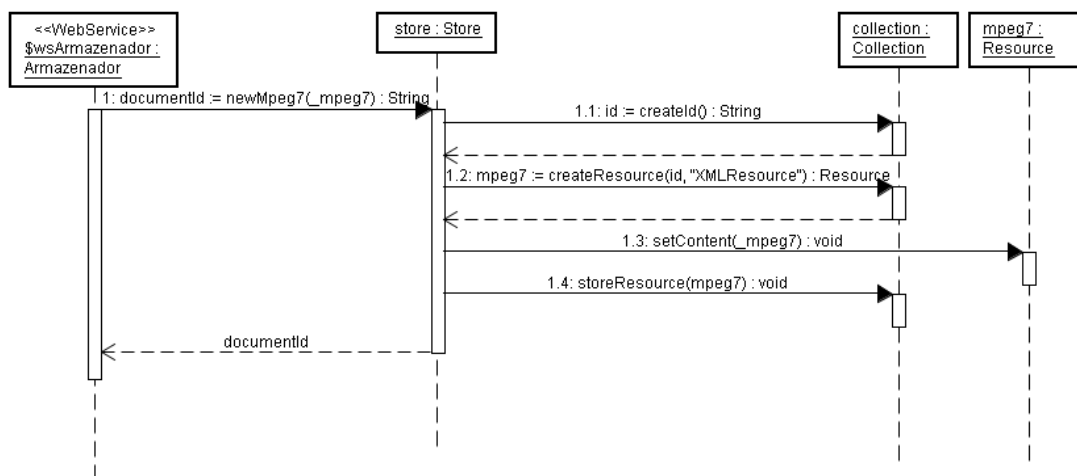 <<WebService>>
$wsArmazenador :
Armazenador
store : Store
collection :
Collection
mpeg7 :
Resource
1: documentId := newMpeg7(_mpeg7) : String
1.1: id := createId() : String
1.2: mpeg7 := createResource(id, "XMLResource") : Resource
1.3: setContent(_mpeg7) : void
1.4: storeResource(mpeg7) : void
documentId